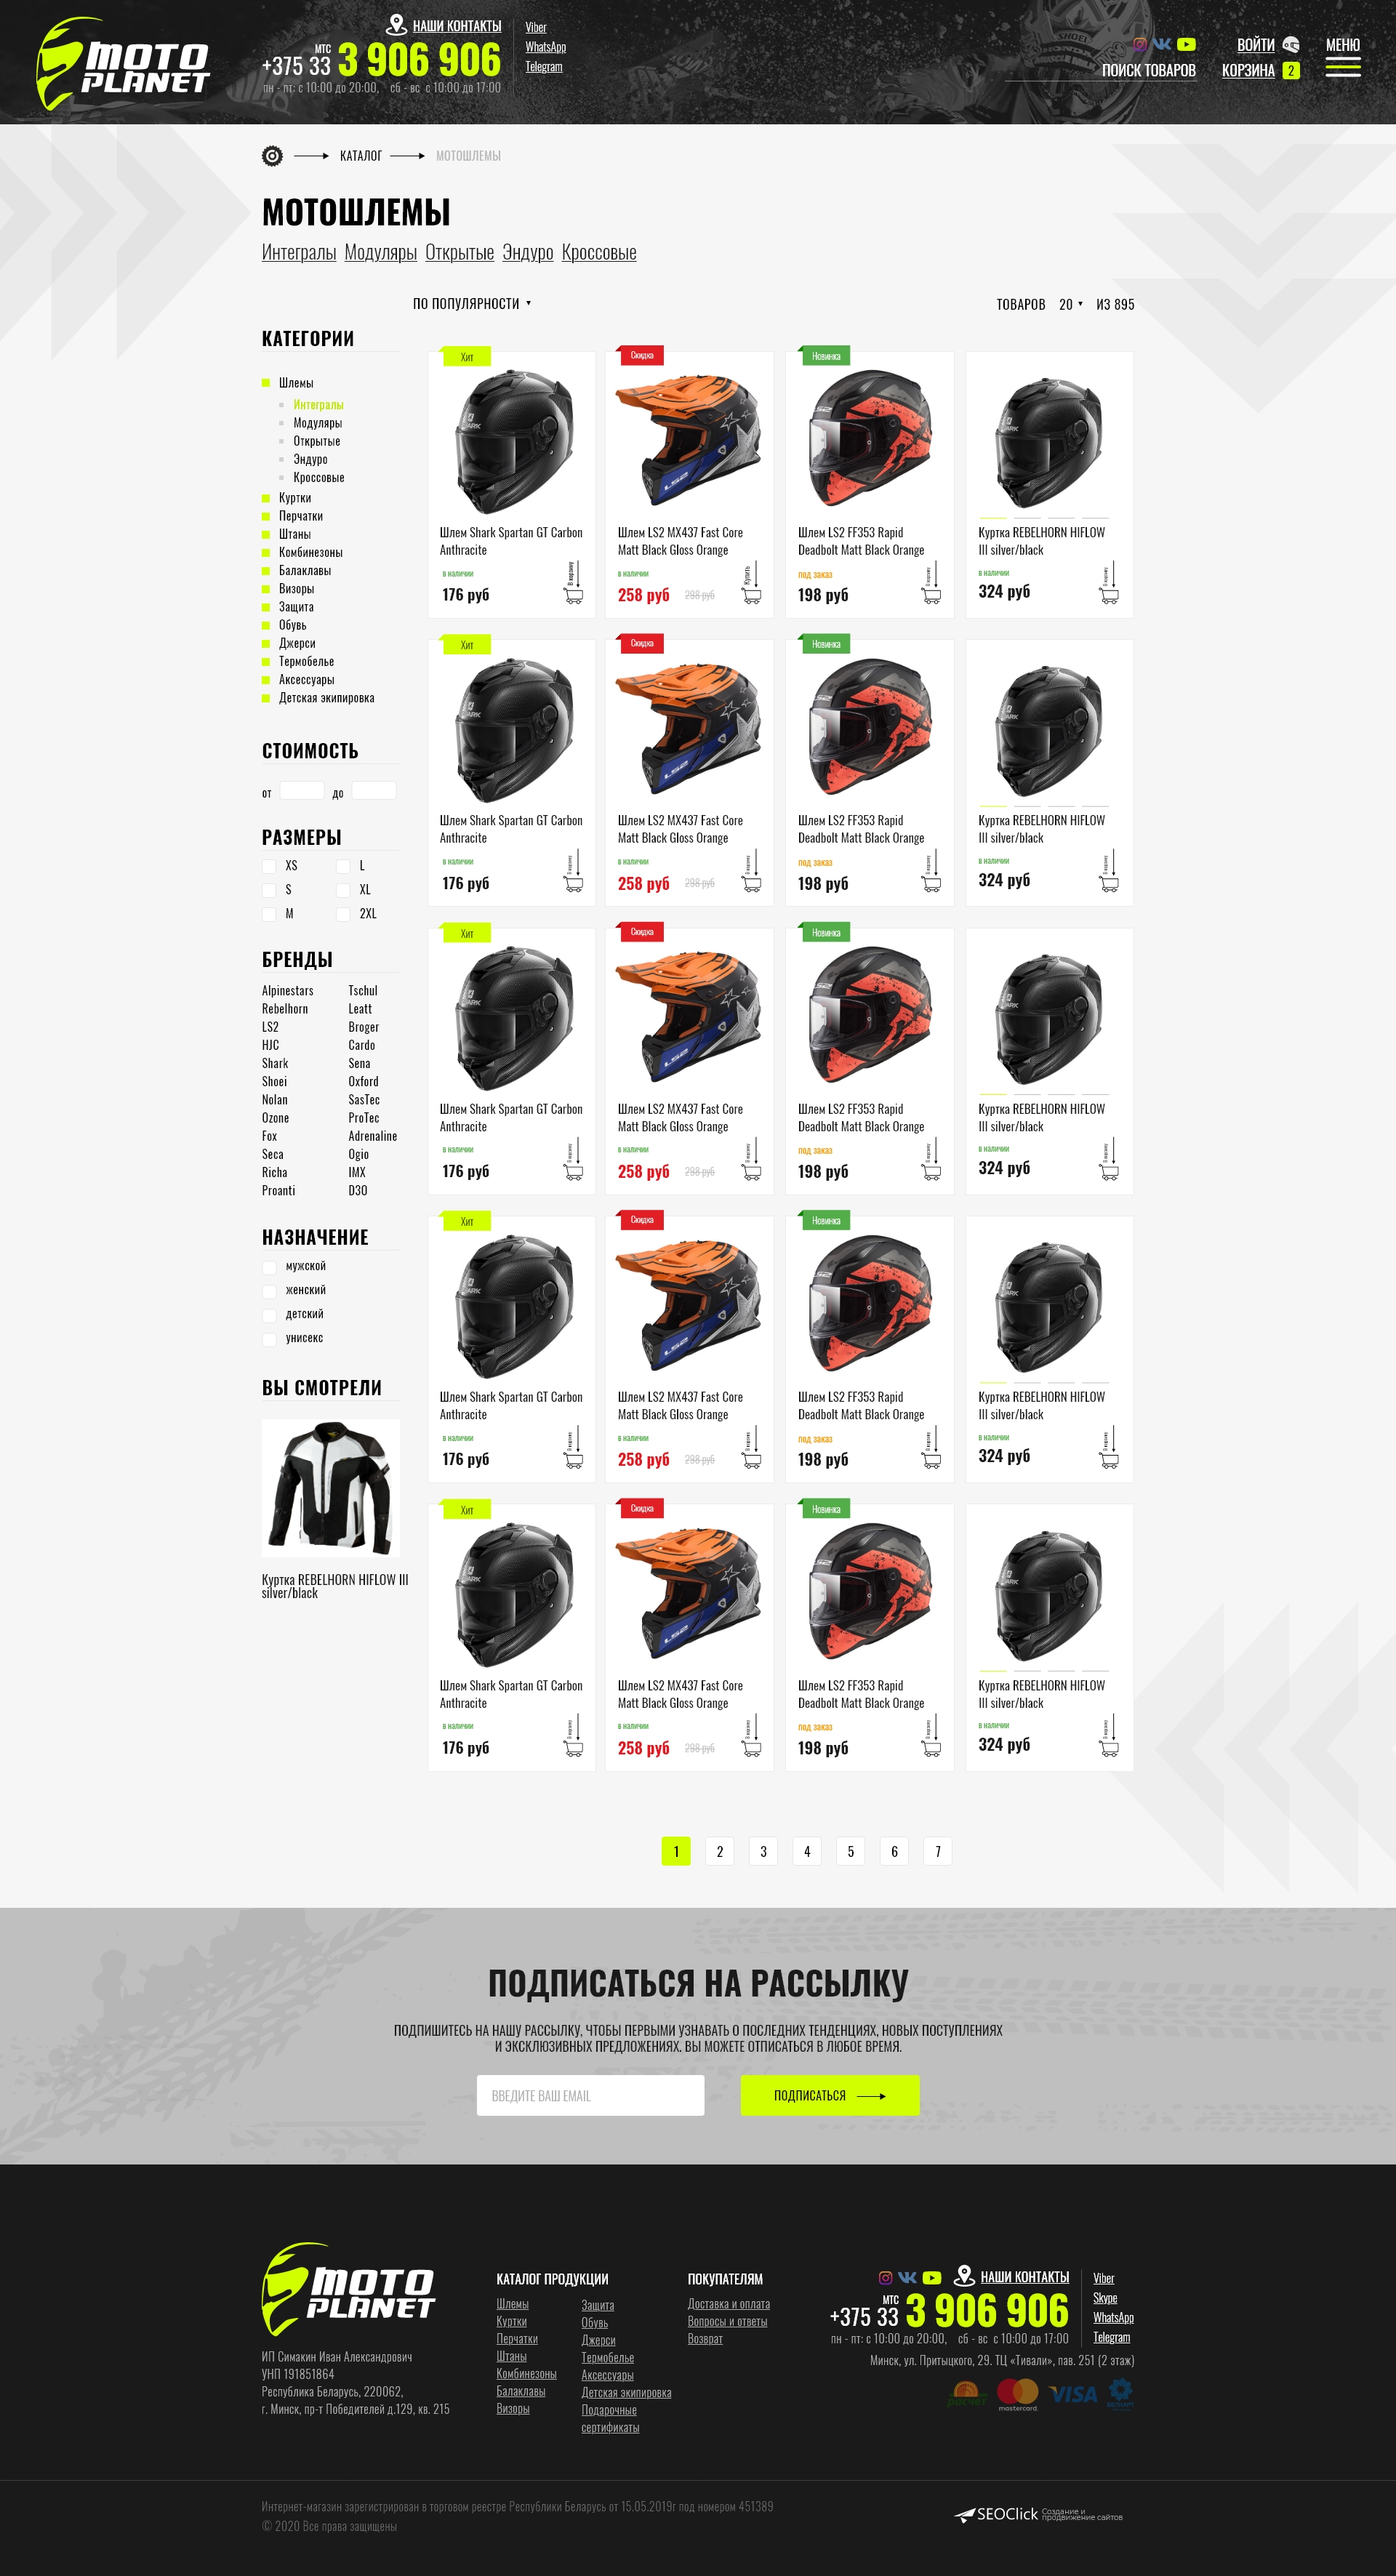 MOTO
PLANET
НАШИ КОНТАКТЫ
МТС
+375 33 3 906 906
пн - пт: с 10:00 до 20:00, сб - вс с 10:00 до 17:00
Viber
WhatsApp
Telegram
ВОЙТИ
МЕНЮ
ПОИСК ТОВАРОВ
КОРЗИНА 2
КАТАЛОГ
МОТОШЛЕМЫ
МОТОШЛЕМЫ
Интегралы Модуляры Открытые Эндуро Кроссовые
ПО ПОПУЛЯРНОСТИ
ТОВАРОВ 20 ИЗ 895
КАТЕГОРИИ
Шлемы
Интегралы
Модуляры
Открытые
Эндуро
Кроссовые
Куртки
Перчатки
Штаны
Комбинезоны
Балаклавы
Визоры
Защита
Обувь
Джерси
Термобелье
Аксессуары
Детская экипировка
СТОИМОСТЬ
от до
РАЗМЕРЫ
XS L
S XL
M 2XL
БРЕНДЫ
Alpinestars Tschul
Rebelhorn Leatt
LS2 Broger
HJC Cardo
Shark Sena
Shoei Oxford
Nolan SasTec
Ozone ProTec
Fox Adrenaline
Seca Ogio
Richa IMX
Proanti D3O
НАЗНАЧЕНИЕ
мужской
женский
детский
унисекс
ВЫ СМОТРЕЛИ
Куртка REBELHORN HIFLOW III
silver/black
Хит Скидка Новинка
Шлем Shark Spartan GT Carbon Шлем LS2 MX437 Fast Core Шлем LS2 FF353 Rapid Куртка REBELHORN HIFLOW
Anthracite Matt Black Gloss Orange Deadbolt Matt Black Orange III silver/black
в наличии В корзину в наличии Купить под заказ В корзину в наличии В корзину
176 руб 258 руб 298 руб 198 руб 324 руб
Хит Скидка Новинка
Шлем Shark Spartan GT Carbon Шлем LS2 MX437 Fast Core Шлем LS2 FF353 Rapid Куртка REBELHORN HIFLOW
Anthracite Matt Black Gloss Orange Deadbolt Matt Black Orange III silver/black
в наличии В корзину в наличии В корзину под заказ В корзину в наличии В корзину
176 руб 258 руб 298 руб 198 руб 324 руб
Хит Скидка Новинка
Шлем Shark Spartan GT Carbon Шлем LS2 MX437 Fast Core Шлем LS2 FF353 Rapid Куртка REBELHORN HIFLOW
Anthracite Matt Black Gloss Orange Deadbolt Matt Black Orange III silver/black
в наличии В корзину в наличии В корзину под заказ В корзину в наличии В корзину
176 руб 258 руб 298 руб 198 руб 324 руб
Хит Скидка Новинка
Шлем Shark Spartan GT Carbon Шлем LS2 MX437 Fast Core Шлем LS2 FF353 Rapid Куртка REBELHORN HIFLOW
Anthracite Matt Black Gloss Orange Deadbolt Matt Black Orange III silver/black
в наличии В корзину в наличии В корзину под заказ В корзину в наличии В корзину
176 руб 258 руб 298 руб 198 руб 324 руб
Хит Скидка Новинка
Шлем Shark Spartan GT Carbon Шлем LS2 MX437 Fast Core Шлем LS2 FF353 Rapid Куртка REBELHORN HIFLOW
Anthracite Matt Black Gloss Orange Deadbolt Matt Black Orange III silver/black
в наличии В корзину в наличии В корзину под заказ В корзину в наличии В корзину
176 руб 258 руб 298 руб 198 руб 324 руб
1 2 3 4 5 6 7
ПОДПИСАТЬСЯ НА РАССЫЛКУ
ПОДПИШИТЕСЬ НА НАШУ РАССЫЛКУ, ЧТОБЫ ПЕРВЫМИ УЗНАВАТЬ О ПОСЛЕДНИХ ТЕНДЕНЦИЯХ, НОВЫХ ПОСТУПЛЕНИЯХ
И ЭКСКЛЮЗИВНЫХ ПРЕДЛОЖЕНИЯХ. ВЫ МОЖЕТЕ ОТПИСАТЬСЯ В ЛЮБОЕ ВРЕМЯ.
ВВЕДИТЕ ВАШ EMAIL
ПОДПИСАТЬСЯ
MOTO
PLANET
ИП Симакин Иван Александрович
УНП 191851864
Республика Беларусь, 220062,
г. Минск, пр-т Победителей д.129, кв. 215
КАТАЛОГ ПРОДУКЦИИ
Шлемы
Куртки
Перчатки
Штаны
Комбинезоны
Балаклавы
Визоры
Защита
Обувь
Джерси
Термобелье
Аксессуары
Детская экипировка
Подарочные
сертификаты
ПОКУПАТЕЛЯМ
Доставка и оплата
Вопросы и ответы
Возврат
НАШИ КОНТАКТЫ
МТС
+375 33 3 906 906
пн - пт: с 10:00 до 20:00, сб - вс с 10:00 до 17:00
Viber
Skype
WhatsApp
Telegram
Минск, ул. Притыцкого, 29. ТЦ «Тивали», пав. 251 (2 этаж)
расчет mastercard. VISA БЕЛКАРТ
Интернет-магазин зарегистрирован в торговом реестре Республики Беларусь от 15.05.2019г под номером 451389
© 2020 Все права защищены
SEOClick Создание и
продвижение сайтов